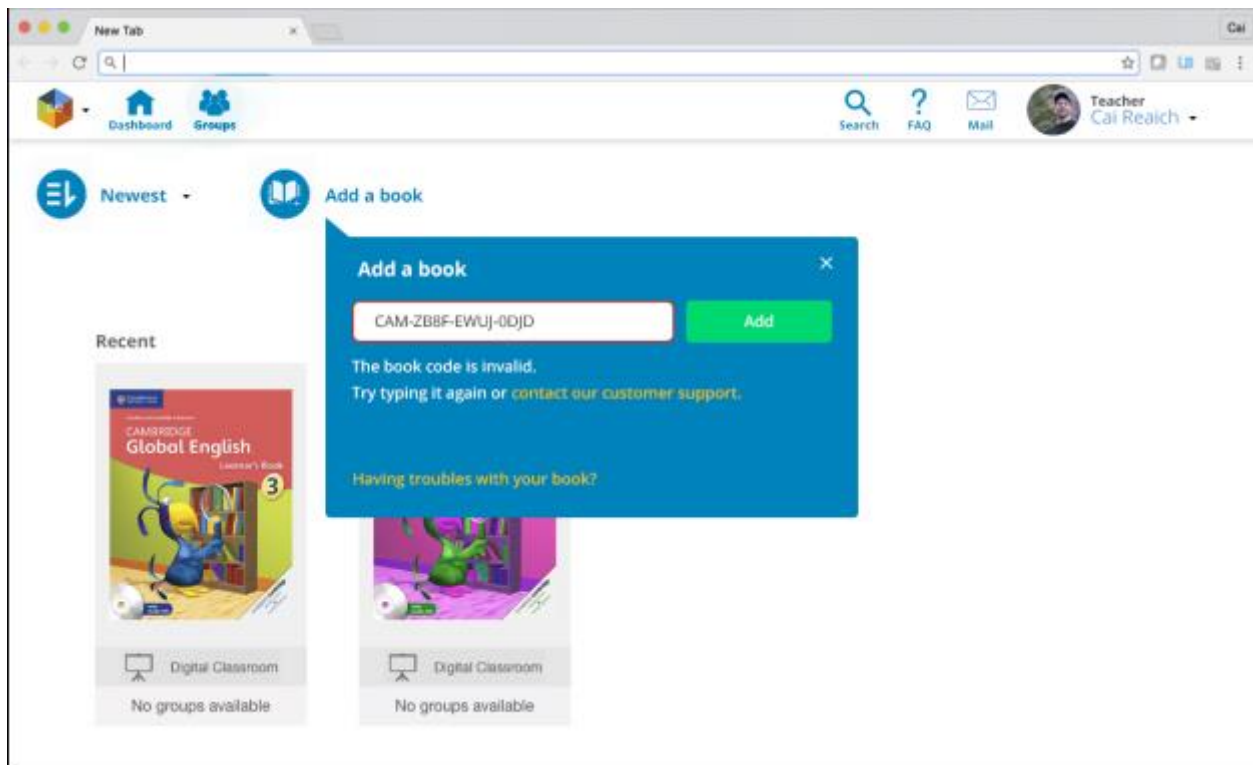 New Tab
Cai
Dashboard
Groups
Search
FAQ
Mail
Teacher
Cai Reaich
Newest
Add a book
Add a book
CAM-ZB8F-EWUJ-0DJD
Add
The book code is invalid.
Try typing it again or contact our customer support.
Having troubles with your book?
Recent
CAMBRIDGE
Global English
Learner's Book
3
Digital Classroom
No groups available
Digital Classroom
No groups available